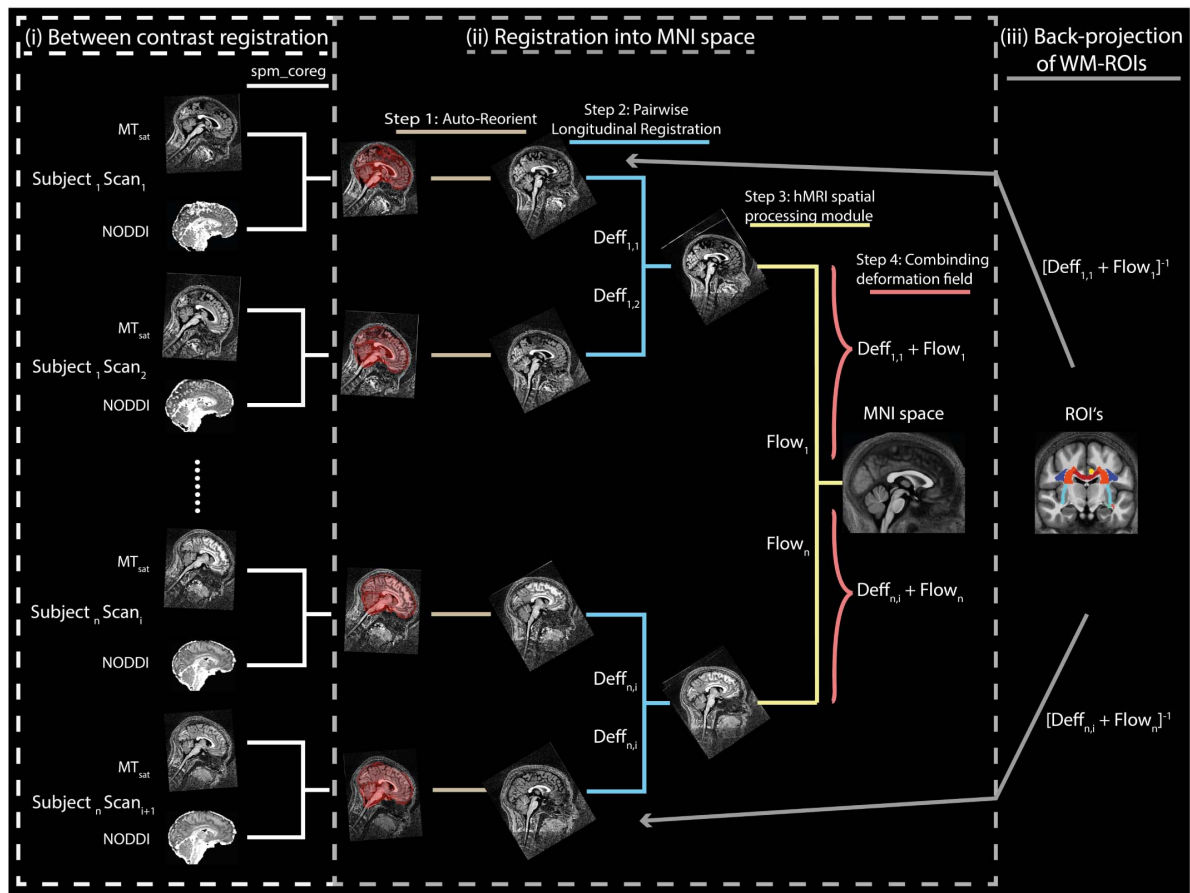 (i) Between contrast registration
spm_coreg
MTsat
Subject 1 Scan1
NODDI
MTsat
Subject 1 Scan2
NODDI
MTsat
Subject n Scani
NODDI
MTsat
Subject n Scani+1
NODDI
(ii) Registration into MNI space
Step 1: Auto-Reorient
Step 2: Pairwise
Longitudinal Registration
Deff1,1
Deff1,2
Step 3: hMRI spatial
processing module
Step 4: Combinding
deformation field
Deff1,1 + Flow1
Flow1
MNI space
Flown
Deffn,i + Flown
Deffn,i
Deffn,i
(iii) Back-projection
of WM-ROIs
[Deff1,1 + Flow1]-1
ROI's
[Deffn,i + Flown]-1